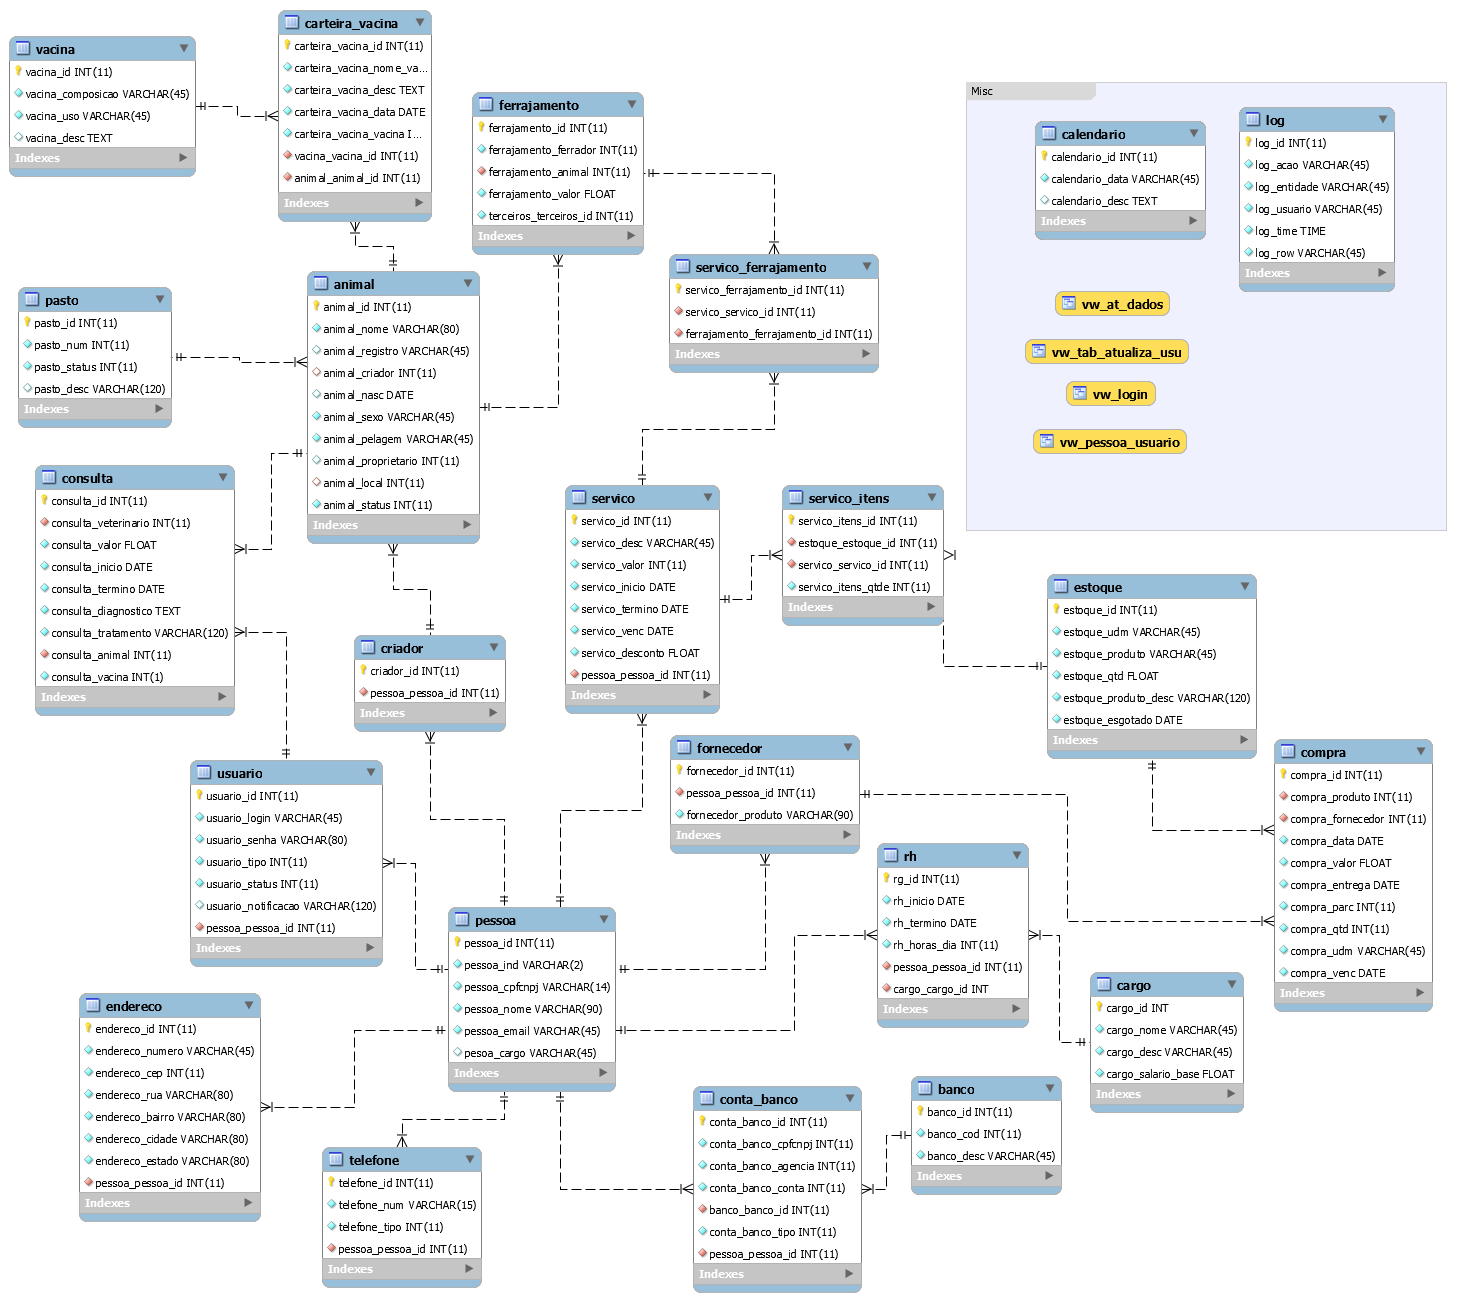 vacina
vacina_id INT(11)
vacina_composicao VARCHAR(45)
vacina_uso VARCHAR(45)
vacina_desc TEXT
Indexes
carteira_vacina
carteira_vacina_id INT(11)
carteira_vacina_nome_va...
carteira_vacina_desc TEXT
carteira_vacina_data DATE
carteira_vacina_vacina I...
vacina_vacina_id INT(11)
animal_animal_id INT(11)
Indexes
ferrajamento
ferrajamento_id INT(11)
ferrajamento_ferrador INT(11)
ferrajamento_animal INT(11)
ferrajamento_valor FLOAT
terceiros_terceiros_id INT(11)
Indexes
Misc
calendario
calendario_id INT(11)
calendario_data VARCHAR(45)
calendario_desc TEXT
Indexes
log
log_id INT(11)
log_acao VARCHAR(45)
log_entidade VARCHAR(45)
log_usuario VARCHAR(45)
log_time TIME
log_row VARCHAR(45)
Indexes
vw_at_dados
vw_tab_atualiza_usu
vw_login
vw_pessoa_usuario
pasto
pasto_id INT(11)
pasto_num INT(11)
pasto_status INT(11)
pasto_desc VARCHAR(120)
Indexes
animal
animal_id INT(11)
animal_nome VARCHAR(80)
animal_registro VARCHAR(45)
animal_criador INT(11)
animal_nasc DATE
animal_sexo VARCHAR(45)
animal_pelagem VARCHAR(45)
animal_proprietario INT(11)
animal_local INT(11)
animal_status INT(11)
Indexes
servico_ferrajamento
servico_ferrajamento_id INT(11)
servico_servico_id INT(11)
ferrajamento_ferrajamento_id INT(11)
Indexes
consulta
consulta_id INT(11)
consulta_veterinario INT(11)
consulta_valor FLOAT
consulta_inicio DATE
consulta_termino DATE
consulta_diagnostico TEXT
consulta_tratamento VARCHAR(120)
consulta_animal INT(11)
consulta_vacina INT(1)
Indexes
servico
servico_id INT(11)
servico_desc VARCHAR(45)
servico_valor INT(11)
servico_inicio DATE
servico_termino DATE
servico_venc DATE
servico_desconto FLOAT
pessoa_pessoa_id INT(11)
Indexes
servico_itens
servico_itens_id INT(11)
estoque_estoque_id INT(11)
servico_servico_id INT(11)
servico_itens_qtde INT(11)
Indexes
estoque
estoque_id INT(11)
estoque_udm VARCHAR(45)
estoque_produto VARCHAR(45)
estoque_qtd FLOAT
estoque_produto_desc VARCHAR(120)
estoque_esgotado DATE
Indexes
criador
criador_id INT(11)
pessoa_pessoa_id INT(11)
Indexes
fornecedor
fornecedor_id INT(11)
pessoa_pessoa_id INT(11)
fornecedor_produto VARCHAR(90)
Indexes
compra
compra_id INT(11)
compra_produto INT(11)
compra_fornecedor INT(11)
compra_data DATE
compra_valor FLOAT
compra_entrega DATE
compra_parc INT(11)
compra_qtd INT(11)
compra_udm VARCHAR(45)
compra_venc DATE
Indexes
usuario
usuario_id INT(11)
usuario_login VARCHAR(45)
usuario_senha VARCHAR(80)
usuario_tipo INT(11)
usuario_status INT(11)
usuario_notificacao VARCHAR(120)
pessoa_pessoa_id INT(11)
Indexes
rh
rg_id INT(11)
rh_inicio DATE
rh_termino DATE
rh_horas_dia INT(11)
pessoa_pessoa_id INT(11)
cargo_cargo_id INT
Indexes
pessoa
pessoa_id INT(11)
pessoa_ind VARCHAR(2)
pessoa_cpfcnpj VARCHAR(14)
pessoa_nome VARCHAR(90)
pessoa_email VARCHAR(45)
pesoa_cargo VARCHAR(45)
Indexes
cargo
cargo_id INT
cargo_nome VARCHAR(45)
cargo_desc VARCHAR(45)
cargo_salario_base FLOAT
Indexes
endereco
endereco_id INT(11)
endereco_numero VARCHAR(45)
endereco_cep INT(11)
endereco_rua VARCHAR(80)
endereco_bairro VARCHAR(80)
endereco_cidade VARCHAR(80)
endereco_estado VARCHAR(80)
pessoa_pessoa_id INT(11)
Indexes
telefone
telefone_id INT(11)
telefone_num VARCHAR(15)
telefone_tipo INT(11)
pessoa_pessoa_id INT(11)
Indexes
conta_banco
conta_banco_id INT(11)
conta_banco_cpfcnpj INT(11)
conta_banco_agencia INT(11)
conta_banco_conta INT(11)
banco_banco_id INT(11)
conta_banco_tipo INT(11)
pessoa_pessoa_id INT(11)
Indexes
banco
banco_id INT(11)
banco_cod INT(11)
banco_desc VARCHAR(45)
Indexes